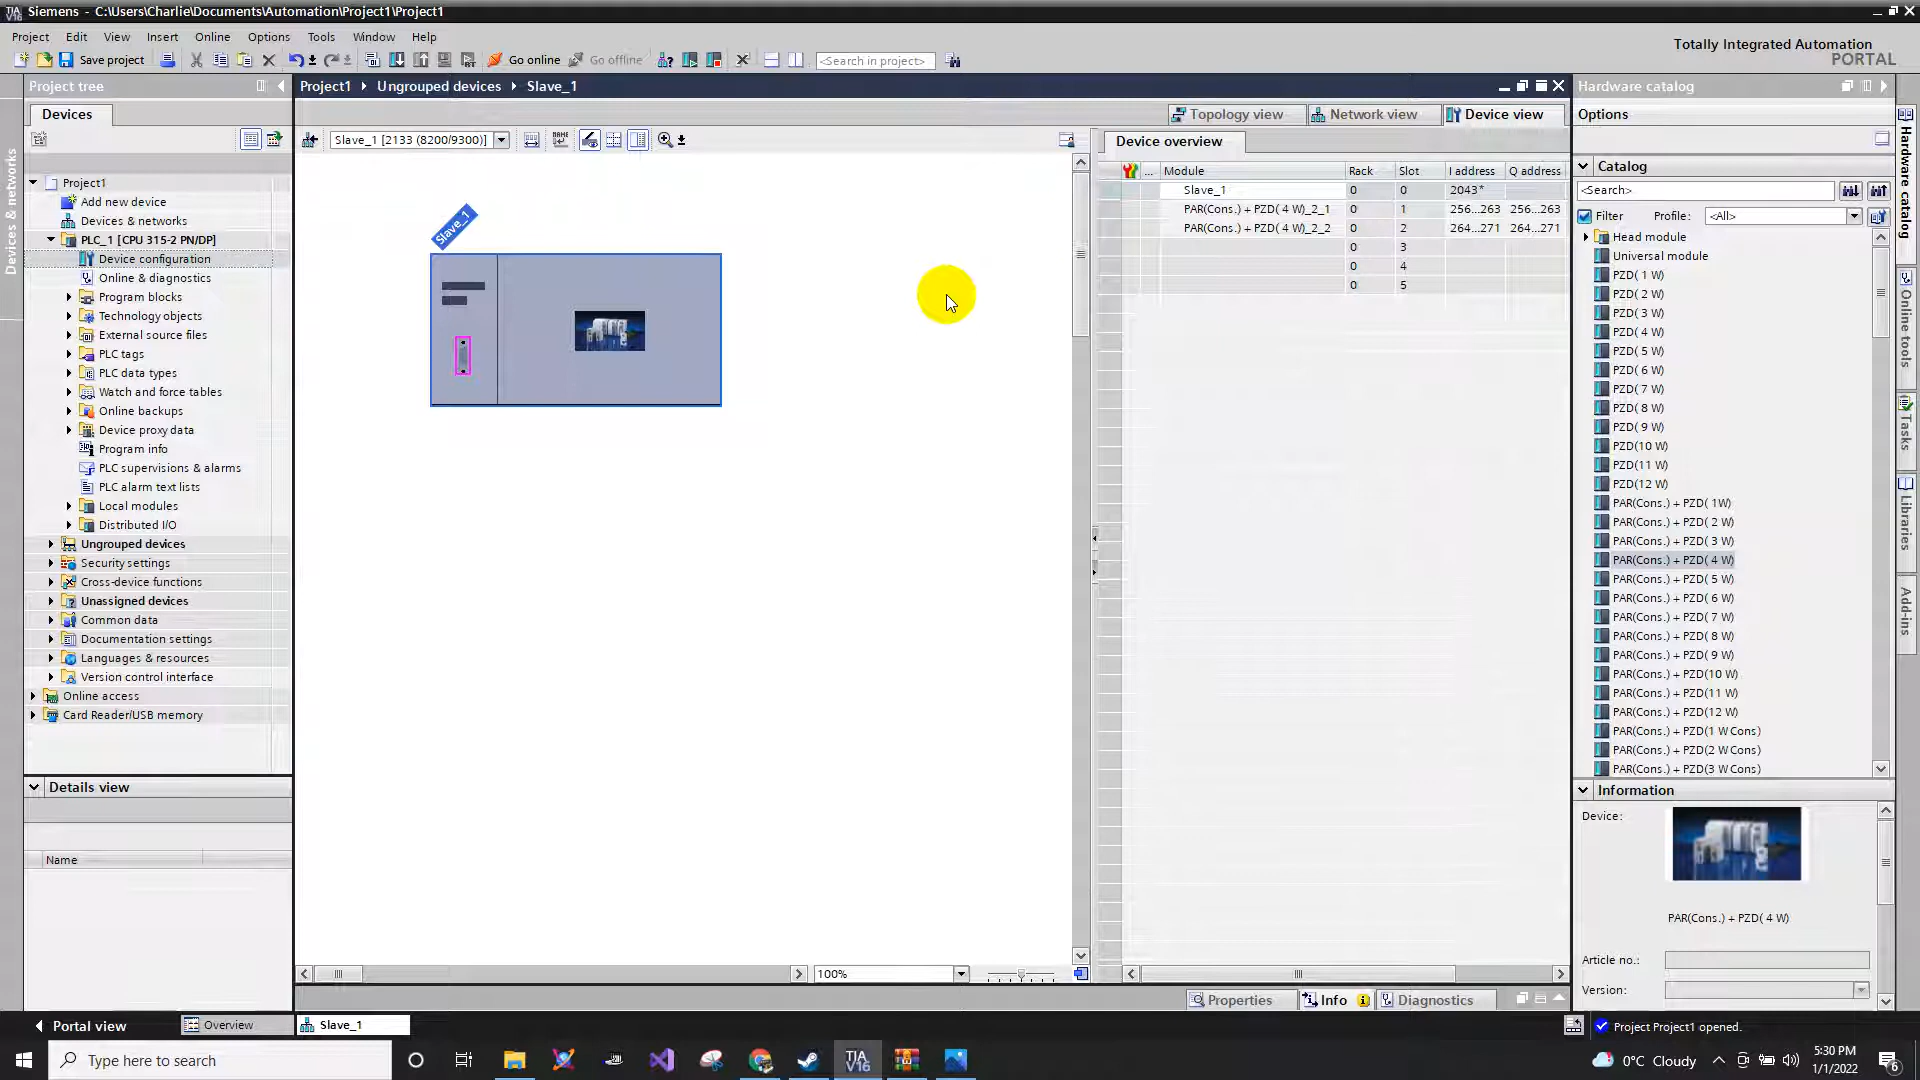 Siemens - C:\Users\Charlie\Documents\Automation\Project1\Project1
Project Edit View Insert Online Options Tools Window Help
Totally Integrated Automation
PORTAL
Save project Go online Go offline <Search in project>
Project tree
Project1 Ungrouped devices Slave_1
Hardware catalog
Devices
Topology view Network view Device view
Options
Slave_1 [2133 (8200/9300)]
Device overview
Catalog
<Search>
Filter Profile: <All>
Devices & networks
Project1
Add new device
Devices & networks
PLC_1 [CPU 315-2 PN/DP]
Device configuration
Online & diagnostics
Program blocks
Technology objects
External source files
PLC tags
PLC data types
Watch and force tables
Online backups
Device proxy data
Program info
PLC supervisions & alarms
PLC alarm text lists
Local modules
Distributed I/O
Ungrouped devices
Security settings
Cross-device functions
Unassigned devices
Common data
Documentation settings
Languages & resources
Version control interface
Online access
Card Reader/USB memory
Details view
Name
Slave_1
... Module Rack Slot I address Q address
Slave_1 0 0 2043*
PAR(Cons.) + PZD( 4 W)_2_1 0 1 256...263 256...263
PAR(Cons.) + PZD( 4 W)_2_2 0 2 264...271 264...271
0 3
0 4
0 5
Head module
Universal module
PZD( 1 W)
PZD( 2 W)
PZD( 3 W)
PZD( 4 W)
PZD( 5 W)
PZD( 6 W)
PZD( 7 W)
PZD( 8 W)
PZD( 9 W)
PZD(10 W)
PZD(11 W)
PZD(12 W)
PAR(Cons.) + PZD( 1W)
PAR(Cons.) + PZD( 2 W)
PAR(Cons.) + PZD( 3 W)
PAR(Cons.) + PZD( 4 W)
PAR(Cons.) + PZD( 5 W)
PAR(Cons.) + PZD( 6 W)
PAR(Cons.) + PZD( 7 W)
PAR(Cons.) + PZD( 8 W)
PAR(Cons.) + PZD( 9 W)
PAR(Cons.) + PZD(10 W)
PAR(Cons.) + PZD(11 W)
PAR(Cons.) + PZD(12 W)
PAR(Cons.) + PZD(1 W Cons)
PAR(Cons.) + PZD(2 W Cons)
PAR(Cons.) + PZD(3 W Cons)
Information
Device:
PAR(Cons.) + PZD( 4 W)
Article no.:
Version:
Hardware catalog
Online tools
Tasks
Libraries
Add-ins
100%
Properties Info Diagnostics
Portal view Overview Slave_1 Project Project1 opened.
Type here to search
TIA
V16
0°C Cloudy
5:30 PM
1/1/2022
6